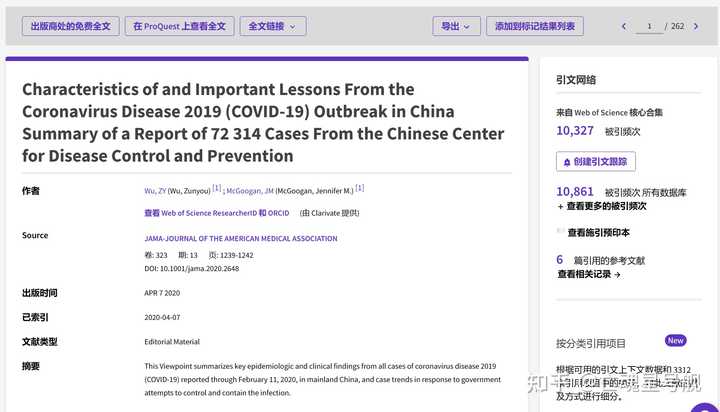 出版商处的免费全文 在 ProQuest 上查看全文 全文链接 导出 添加到标记结果列表 1 / 262
Characteristics of and Important Lessons From the
Coronavirus Disease 2019 (COVID-19) Outbreak in China
Summary of a Report of 72 314 Cases From the Chinese Center
for Disease Control and Prevention
作者 Wu, ZY (Wu, Zunyou) [1] ; McGoogan, JM (McGoogan, Jennifer M.) [1]
查看 Web of Science ResearcherID 和 ORCID (由 Clarivate 提供)
Source JAMA-JOURNAL OF THE AMERICAN MEDICAL ASSOCIATION
卷: 323 期: 13 页: 1239-1242
DOI: 10.1001/jama.2020.2648
出版时间 APR 7 2020
已索引 2020-04-07
文献类型 Editorial Material
摘要 This Viewpoint summarizes key epidemiologic and clinical findings from all cases of coronavirus disease 2019
(COVID-19) reported through February 11, 2020, in mainland China, and case trends in response to government
attempts to control and contain the infection.
引文网络
来自 Web of Science 核心合集
10,327 被引频次
创建引文跟踪
10,861 被引频次 所有数据库
+ 查看更多的被引频次
查看施引预印本
6 篇引用的参考文献
查看相关记录 →
按分类引用项目 New
根据可用的引文上下文数据和 3312
及方式进行细分。
知乎